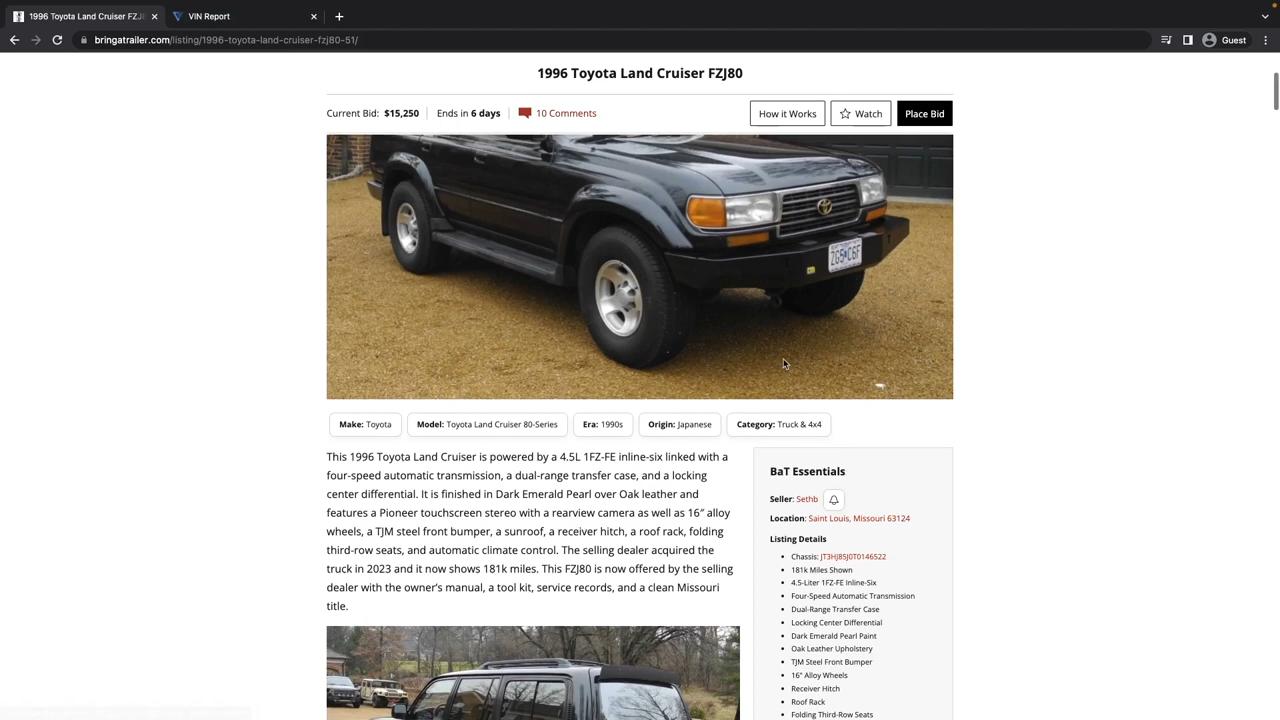 1996 Toyota Land Cruiser FZJ8
VIN Report
bringatrailer.com/listing/1996-toyota-land-cruiser-fzj80-51/
Guest
1996 Toyota Land Cruiser FZJ80
Current Bid: $15,250 Ends in 6 days 10 Comments How it Works Watch Place Bid
ZG5 C6F
Make: Toyota Model: Toyota Land Cruiser 80-Series Era: 1990s Origin: Japanese Category: Truck & 4x4
This 1996 Toyota Land Cruiser is powered by a 4.5L 1FZ-FE inline-six linked with a
four-speed automatic transmission, a dual-range transfer case, and a locking
center differential. It is finished in Dark Emerald Pearl over Oak leather and
features a Pioneer touchscreen stereo with a rearview camera as well as 16″ alloy
wheels, a TJM steel front bumper, a sunroof, a receiver hitch, a roof rack, folding
third-row seats, and automatic climate control. The selling dealer acquired the
truck in 2023 and it now shows 181k miles. This FZJ80 is now offered by the selling
dealer with the owner’s manual, a tool kit, service records, and a clean Missouri
title.
BaT Essentials
Seller: Sethb
Location: Saint Louis, Missouri 63124
Listing Details
Chassis: JT3HJ85J0T0146522
181k Miles Shown
4.5-Liter 1FZ-FE Inline-Six
Four-Speed Automatic Transmission
Dual-Range Transfer Case
Locking Center Differential
Dark Emerald Pearl Paint
Oak Leather Upholstery
TJM Steel Front Bumper
16" Alloy Wheels
Receiver Hitch
Roof Rack
Folding Third-Row Seats